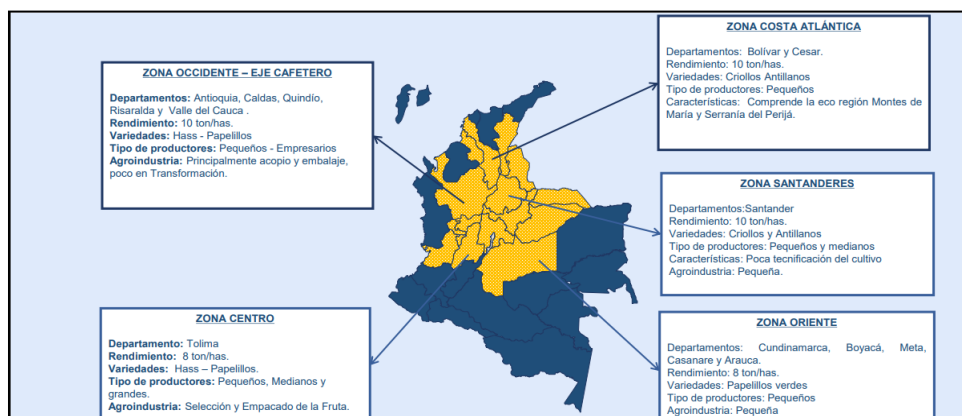 ZONA COSTA ATLÁNTICA
Departamentos: Bolívar y Cesar.
Rendimiento: 10 ton/has.
Variedades: Criollos Antillanos
Tipo de productores: Pequeños
Características: Comprende la eco región Montes de
María y Serranía del Perijá.
ZONA OCCIDENTE – EJE CAFETERO
Departamentos: Antioquia, Caldas, Quindío,
Risaralda y Valle del Cauca .
Rendimiento: 10 ton/has.
Variedades: Hass - Papelillos
Tipo de productores: Pequeños - Empresarios
Agroindustria: Principalmente acopio y embalaje,
poco en Transformación.
ZONA SANTANDERES
Departamentos:Santander
Rendimiento: 10 ton/has.
Variedades: Criollos y Antillanos
Tipo de productores: Pequeños y medianos
Características: Poca tecnificación del cultivo
Agroindustria: Pequeña.
ZONA CENTRO
Departamento: Tolima
Rendimiento: 8 ton/has.
Variedades: Hass – Papelillos.
Tipo de productores: Pequeños, Medianos y
grandes.
Agroindustria: Selección y Empacado de la Fruta.
ZONA ORIENTE
Departamentos: Cundinamarca, Boyacá, Meta,
Casanare y Arauca.
Rendimiento: 8 ton/has.
Variedades: Papelillos verdes
Tipo de productores: Pequeños
Agroindustria: Pequeña